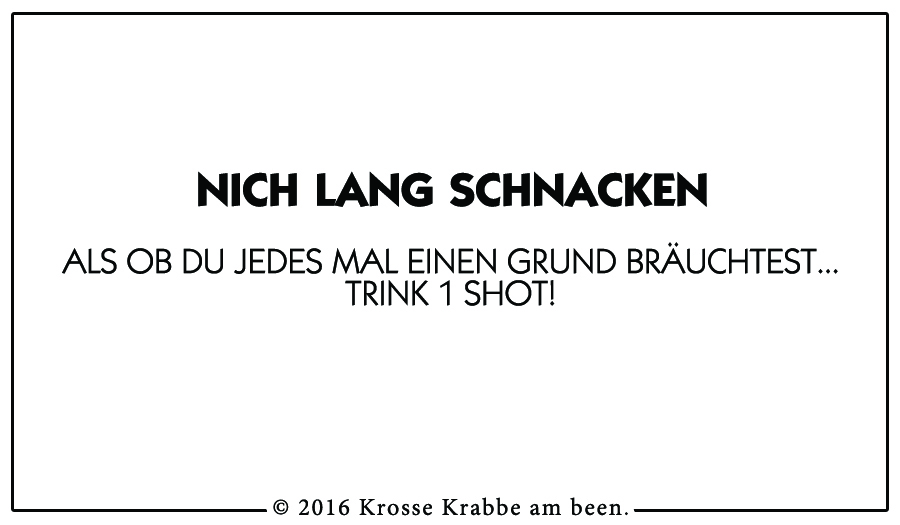 NICH LANG SCHNACKEN
ALS OB DU JEDES MAL EINEN GRUND BRÄUCHTEST...
TRINK 1 SHOT!
© 2016 Krosse Krabbe am been.